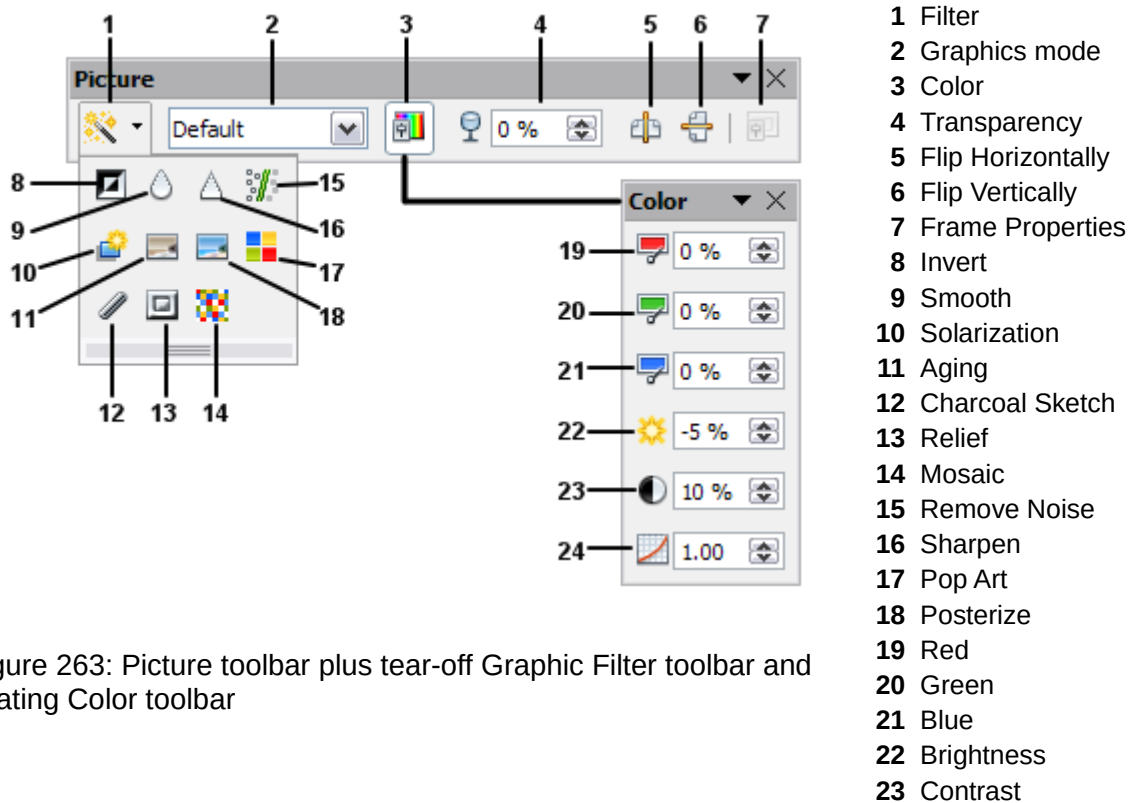 1 2 3 4 5 6 7
Picture
Default
0 %
8
9
10
11
15
16
17
18
12 13 14
Color
19 0 %
20 0 %
21 0 %
22 -5 %
23 10 %
24 1.00
gure 263: Picture toolbar plus tear-off Graphic Filter toolbar and
ating Color toolbar
1 Filter
2 Graphics mode
3 Color
4 Transparency
5 Flip Horizontally
6 Flip Vertically
7 Frame Properties
8 Invert
9 Smooth
10 Solarization
11 Aging
12 Charcoal Sketch
13 Relief
14 Mosaic
15 Remove Noise
16 Sharpen
17 Pop Art
18 Posterize
19 Red
20 Green
21 Blue
22 Brightness
23 Contrast